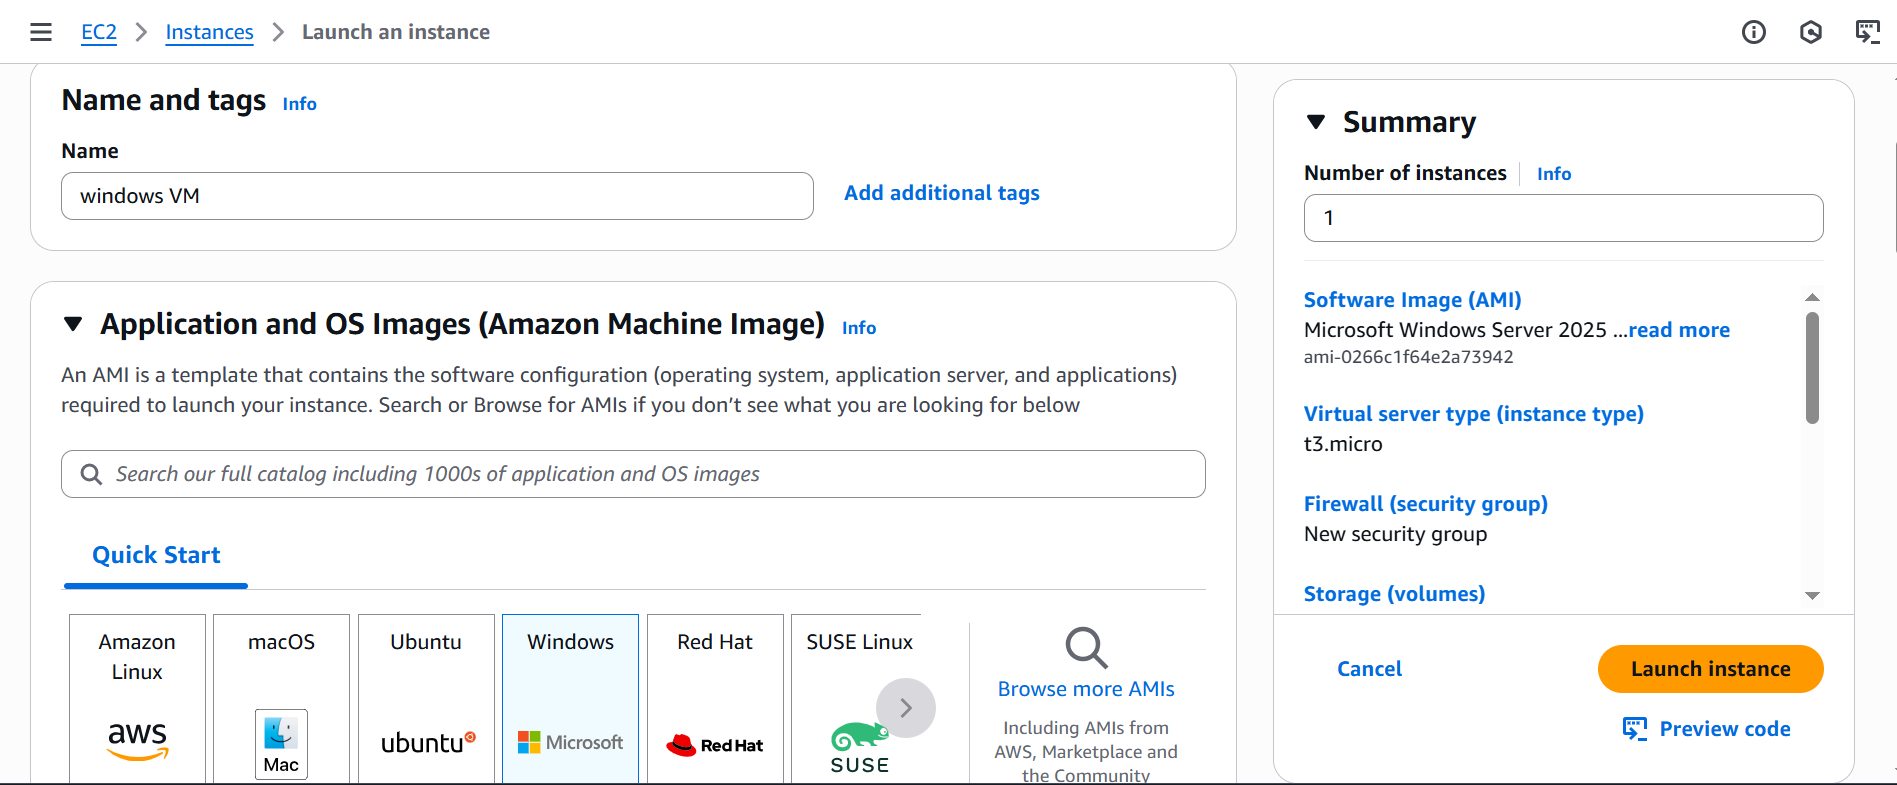 EC2 > Instances > Launch an instance
Name and tags Info
Name
windows VM
Add additional tags
Application and OS Images (Amazon Machine Image) Info
An AMI is a template that contains the software configuration (operating system, application server, and applications)
required to launch your instance. Search or Browse for AMIs if you don’t see what you are looking for below
Search our full catalog including 1000s of application and OS images
Quick Start
Amazon
Linux
aws
macOS
Mac
Ubuntu
ubuntu
Windows
Microsoft
Red Hat
Red Hat
SUSE Linux
SUSE
Browse more AMIs
Including AMIs from
AWS, Marketplace and
the Community
Summary
Number of instances Info
1
Software Image (AMI)
Microsoft Windows Server 2025 ...read more
ami-0266c1f64e2a73942
Virtual server type (instance type)
t3.micro
Firewall (security group)
New security group
Storage (volumes)
Cancel
Launch instance
Preview code